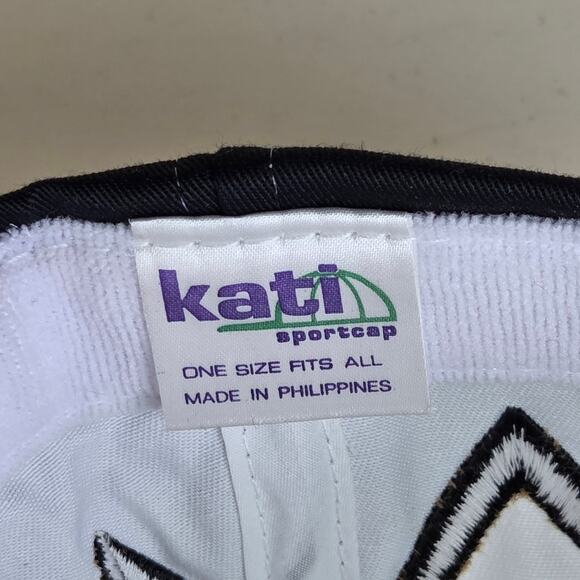 kati
sportcap
ONE SIZE FITS ALL
MADE IN PHILIPPINES